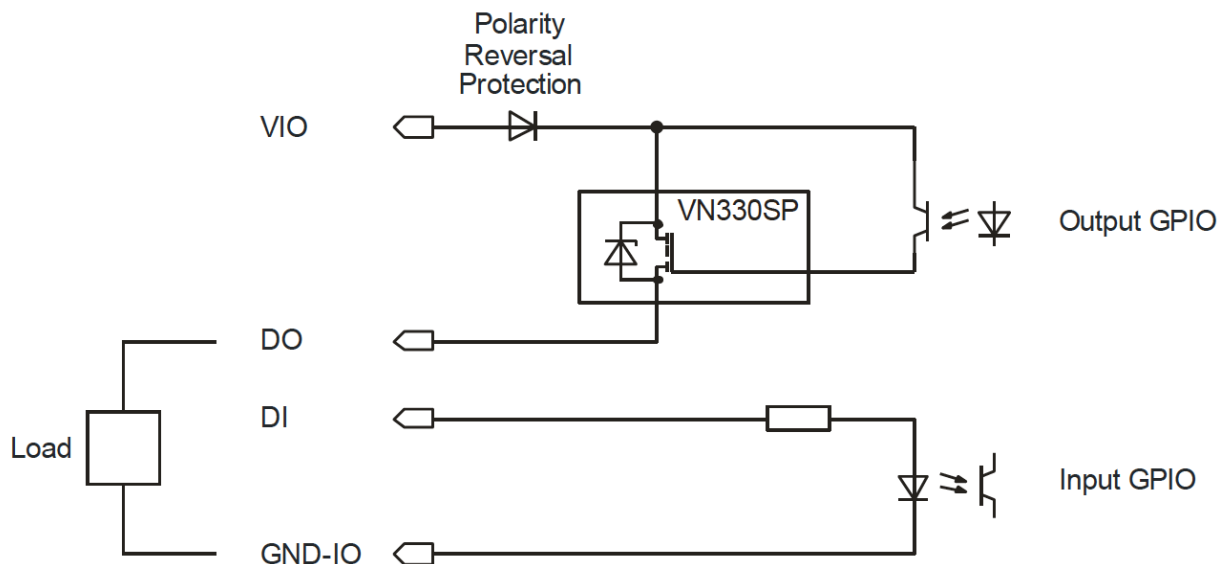 Polarity
Reversal
Protection
VIO
VN330SP
Output GPIO
DO
DI
Load
Input GPIO
GND-IO